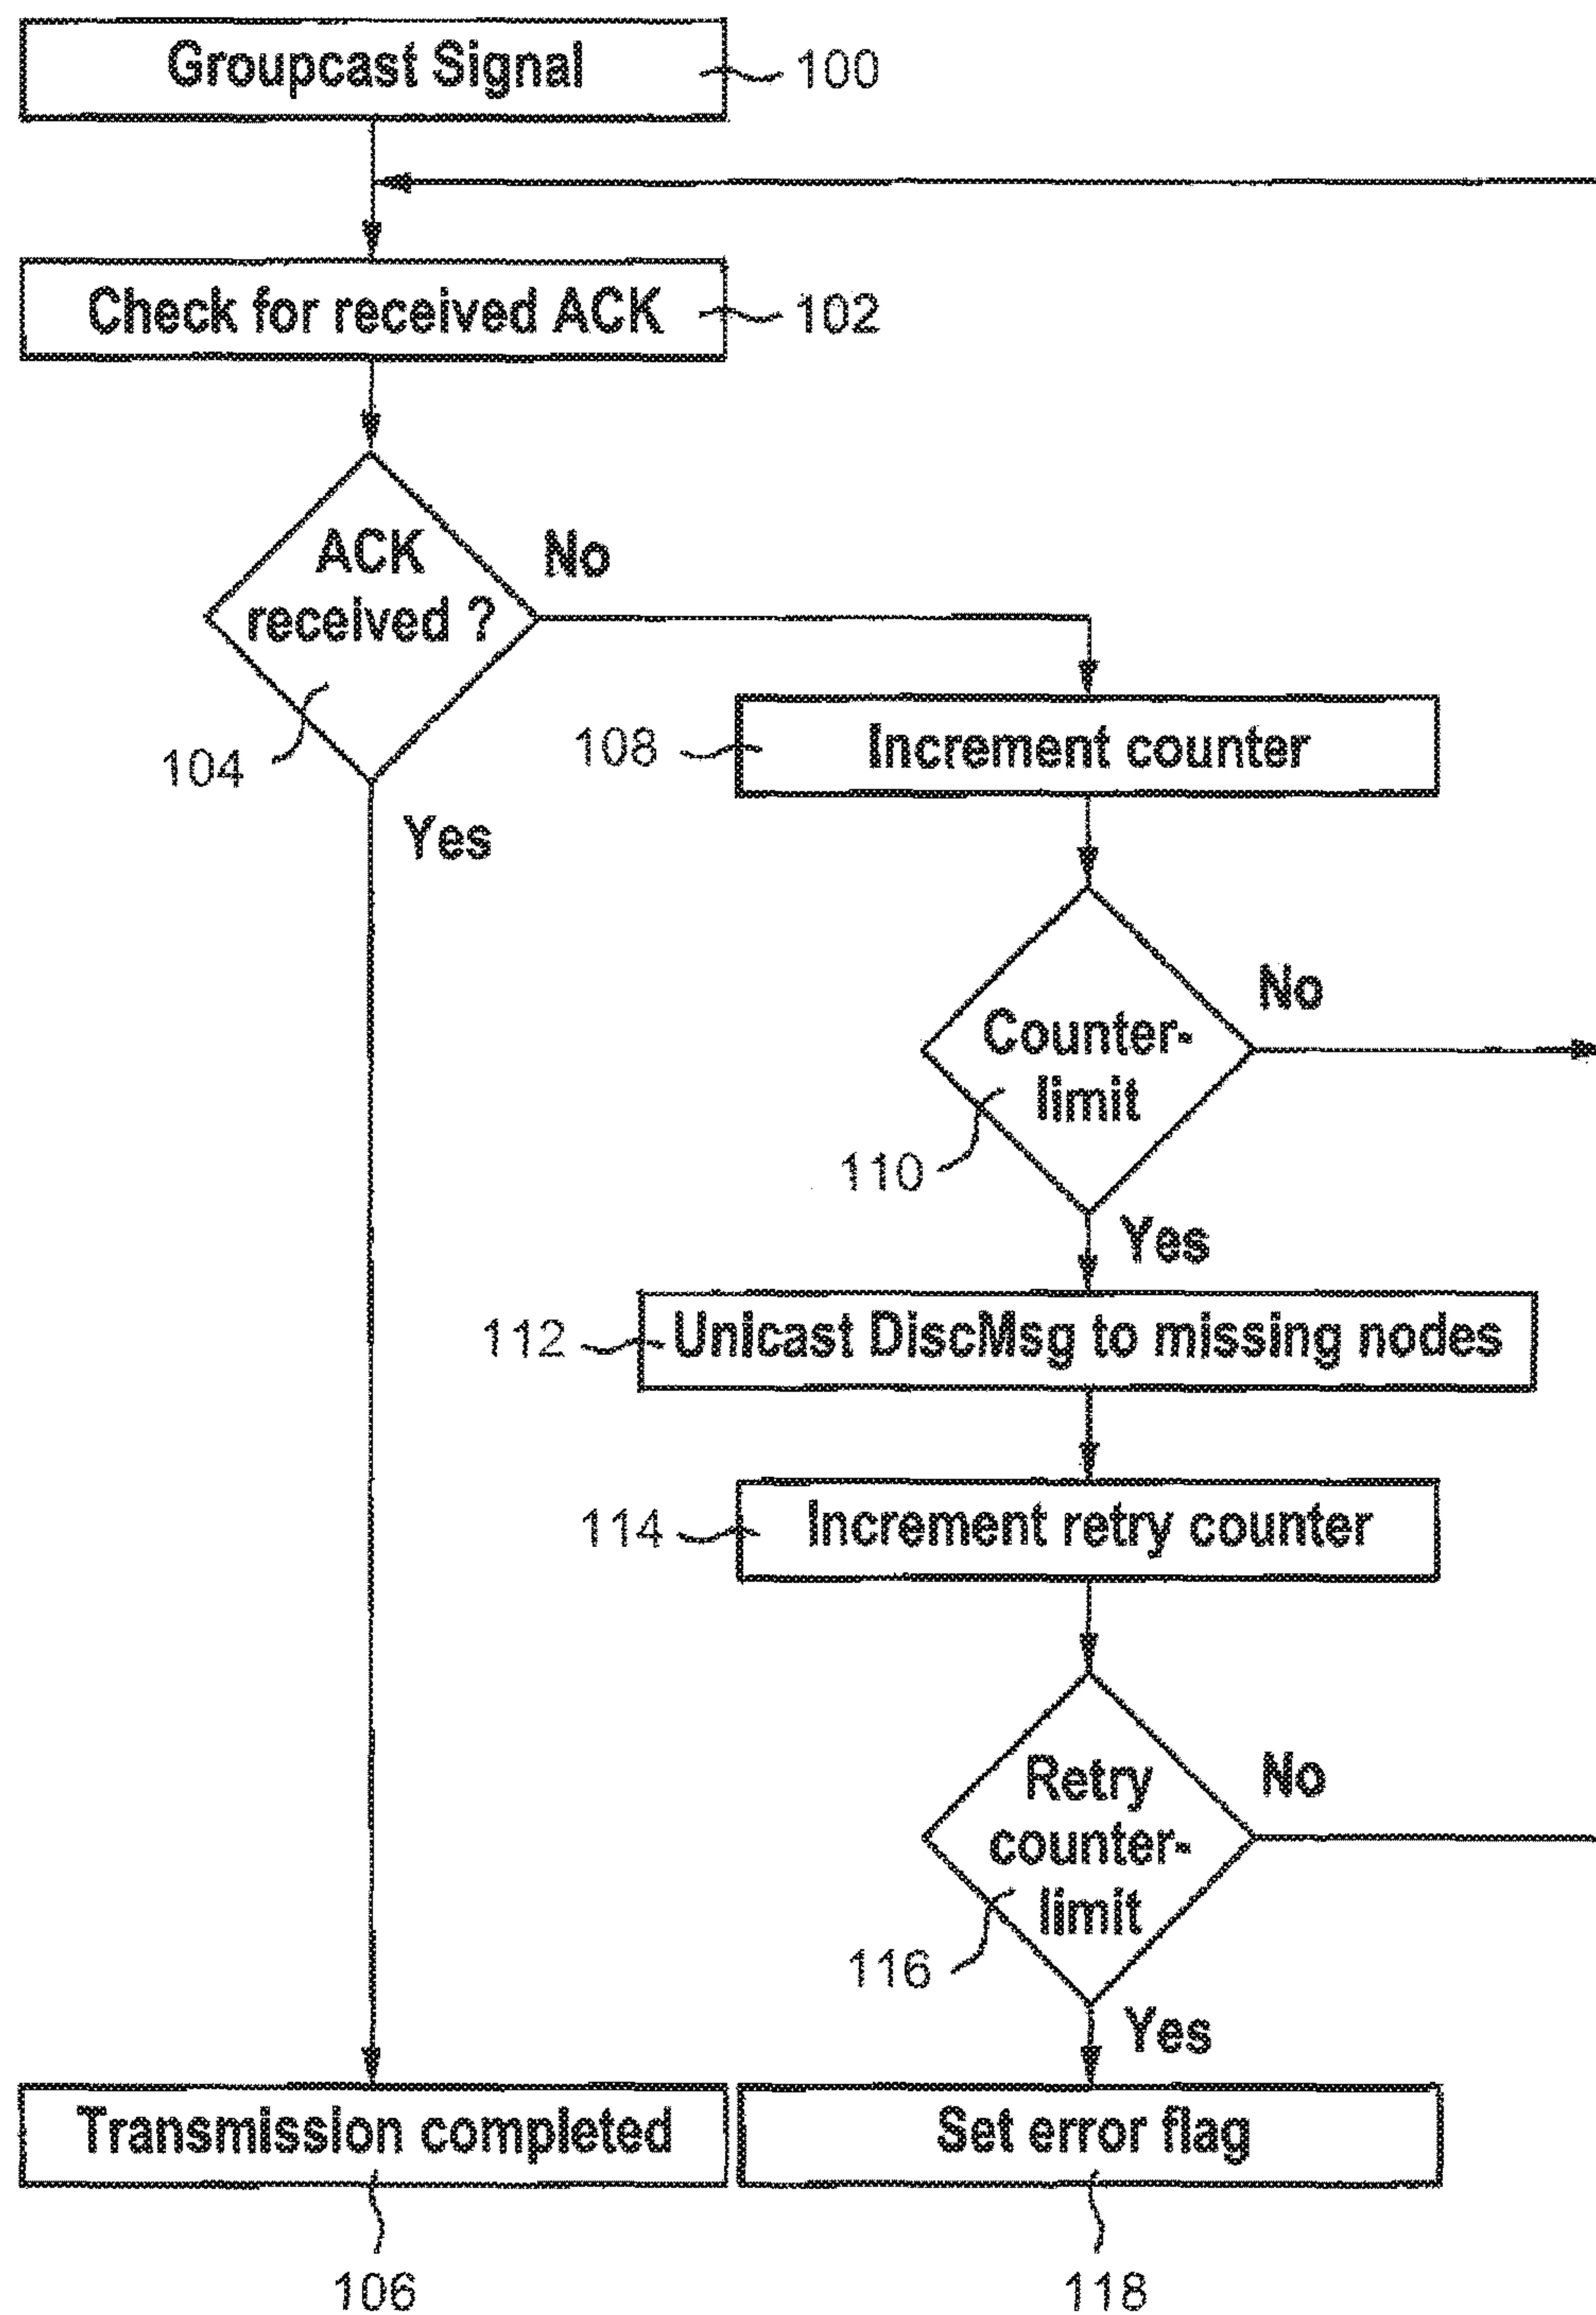 Groupcast Signal
100
Check for received ACK
102
ACK
received ?
No
104
Yes
108
Increment counter
Counter-
limit
No
110
Yes
112
Unicast DiscMsg to missing nodes
114
Increment retry counter
Retry
counter-
limit
No
116
Yes
Transmission completed
Set error flag
106
118